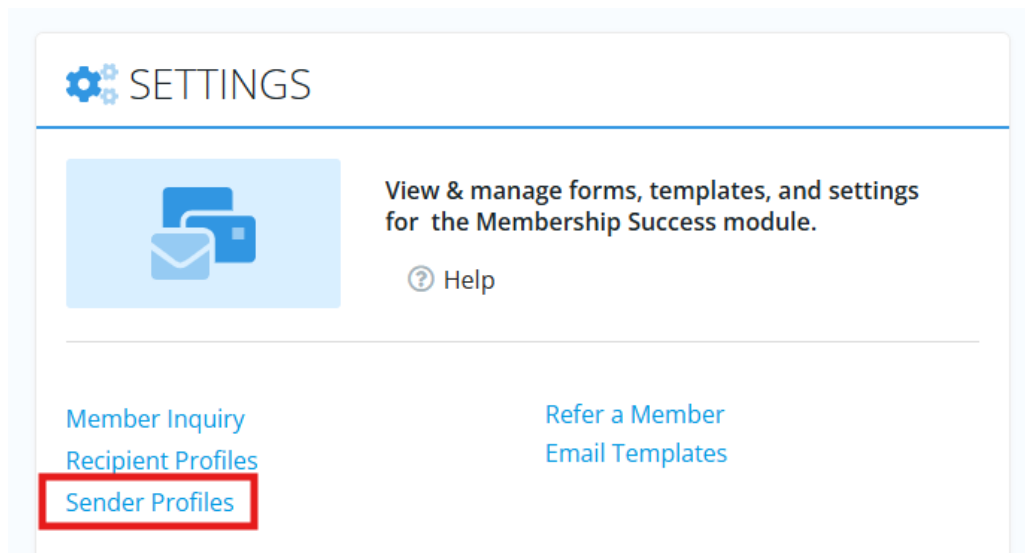 SETTINGS
View & manage forms, templates, and settings
for the Membership Success module.
Help
Member Inquiry
Recipient Profiles
Sender Profiles
Refer a Member
Email Templates